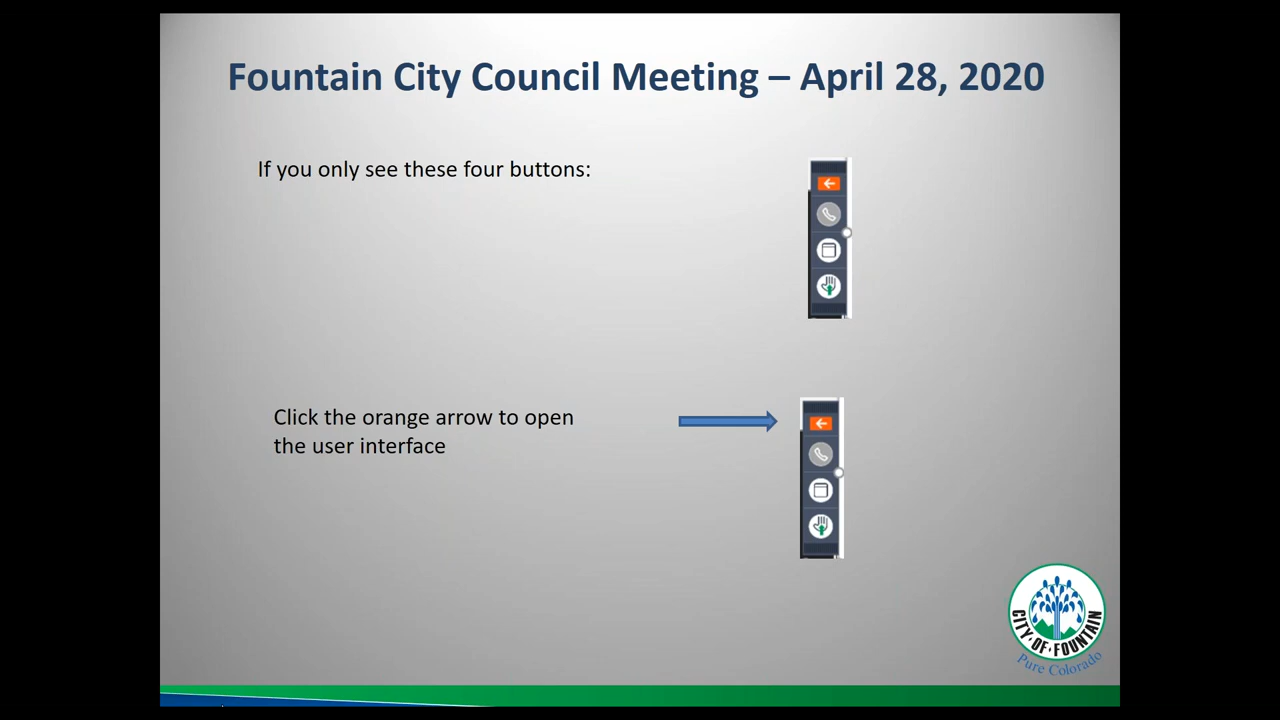 Fountain City Council Meeting – April 28, 2020
If you only see these four buttons:
Click the orange arrow to open
the user interface
CITY·OF·FOUNTAIN
Pure Colorado